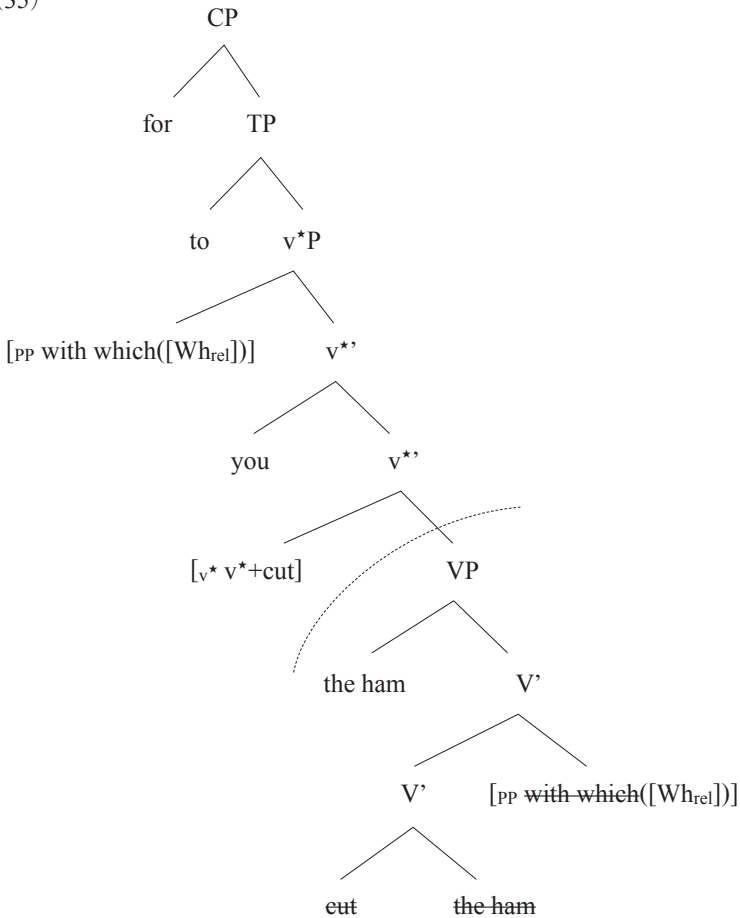 (35)
CP
for TP
to v★P
[PP with which([Whrel])] v★’
you v★’
[v★ v★+cut] VP
the ham V’
V’ [PP with which([Whrel])]
cut the ham